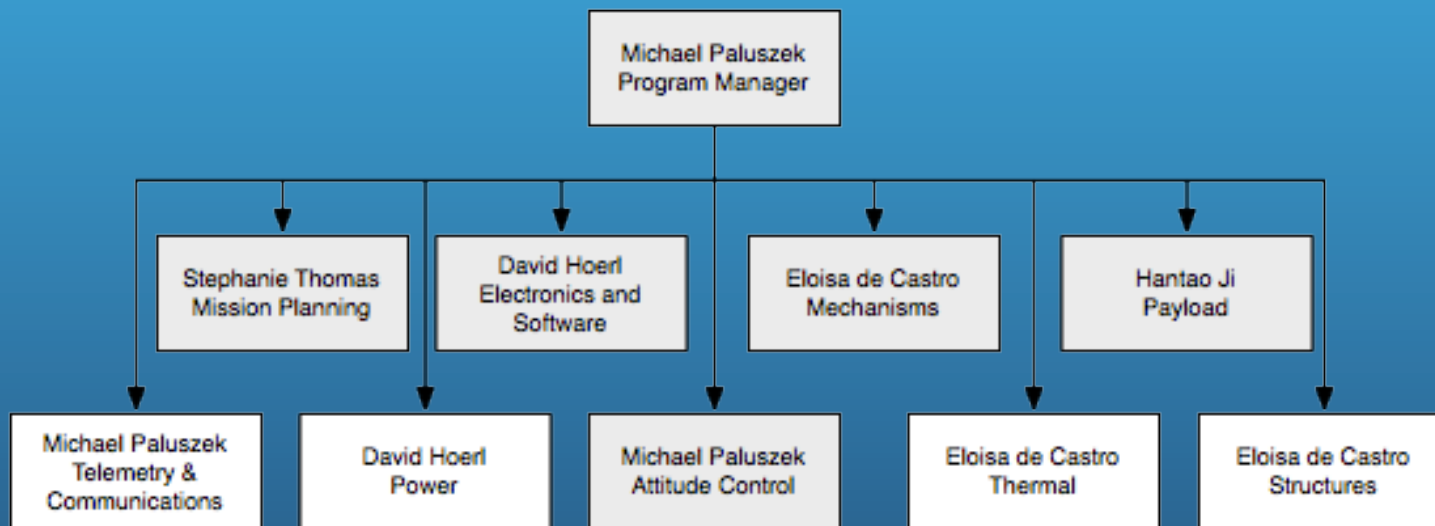 Michael Paluszek
Program Manager
Stephanie Thomas
Mission Planning
David Hoerl
Electronics and
Software
Eloisa de Castro
Mechanisms
Hantao Ji
Payload
Michael Paluszek
Telemetry &
Communications
David Hoerl
Power
Michael Paluszek
Attitude Control
Eloisa de Castro
Thermal
Eloisa de Castro
Structures